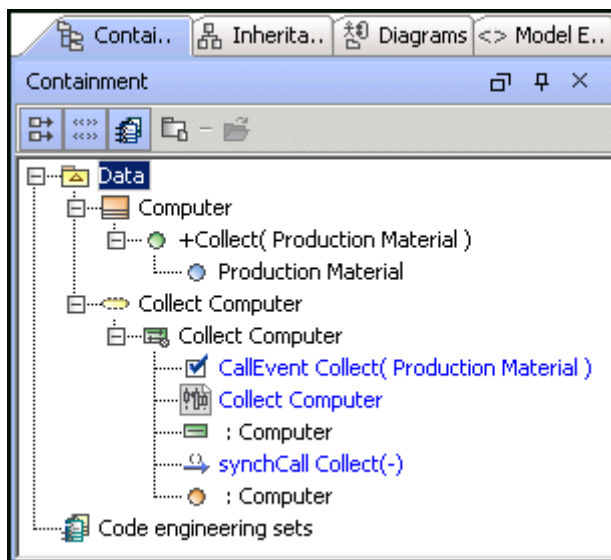 Contai.. Inherita.. Diagrams <> Model E..
Containment
Data
Computer
+Collect( Production Material )
Production Material
Collect Computer
Collect Computer
CallEvent Collect( Production Material )
Collect Computer
: Computer
synchCall Collect(-)
: Computer
Code engineering sets